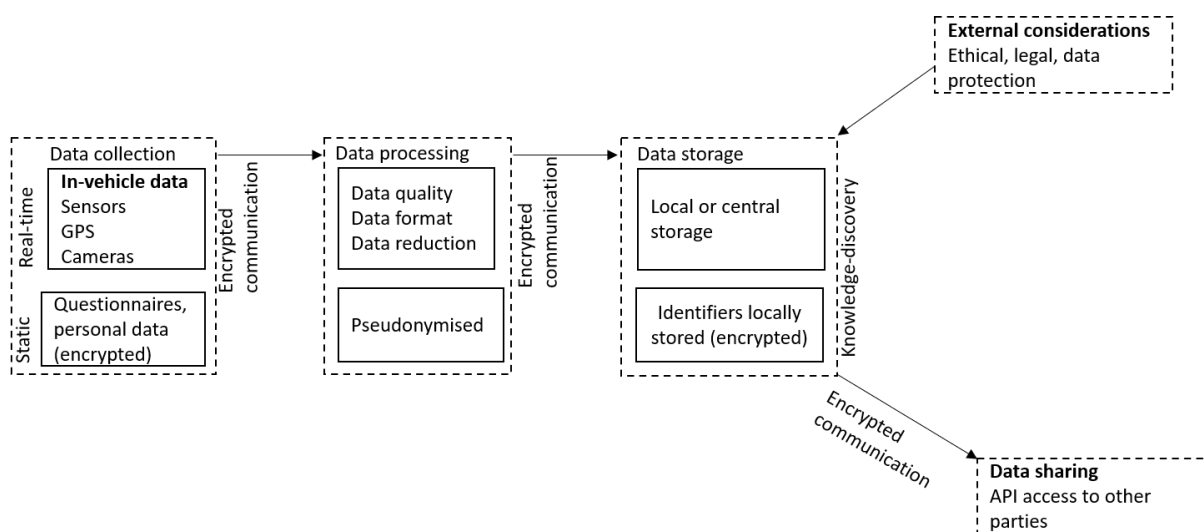 External considerations
Ethical, legal, data
protection
Data collection
Real-time
In-vehicle data
Sensors
GPS
Cameras
Static
Questionnaires,
personal data
(encrypted)
Encrypted
communication
Data processing
Data quality
Data format
Data reduction
Pseudonymised
Encrypted
communication
Data storage
Local or central
storage
Identifiers locally
stored (encrypted)
Knowledge-discovery
Encrypted
communication
Data sharing
API access to other
parties